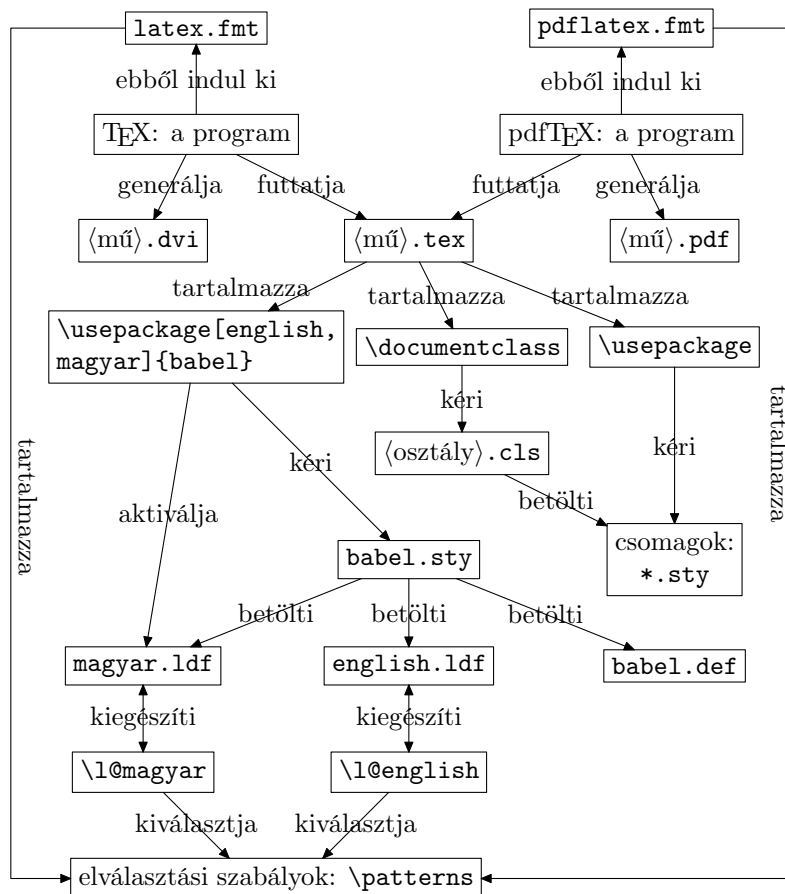 latex.fmt
pdflatex.fmt
ebből indul ki
ebből indul ki
TEX: a program
pdfTEX: a program
generálja
futtatja
futtatja
generálja
⟨mű⟩.dvi
⟨mű⟩.tex
⟨mű⟩.pdf
tartalmazza
tartalmazza
tartalmazza
\usepackage[english,
magyar]{babel}
\documentclass
\usepackage
kéri
⟨osztály⟩.cls
kéri
kéri
tartalmazza
tartalmazza
betölti
aktiválja
csomagok:
*.sty
babel.sty
betölti
betölti
betölti
magyar.ldf
english.ldf
babel.def
kiegészíti
kiegészíti
\l@magyar
\l@english
kiválasztja
kiválasztja
elválasztási szabályok: \patterns